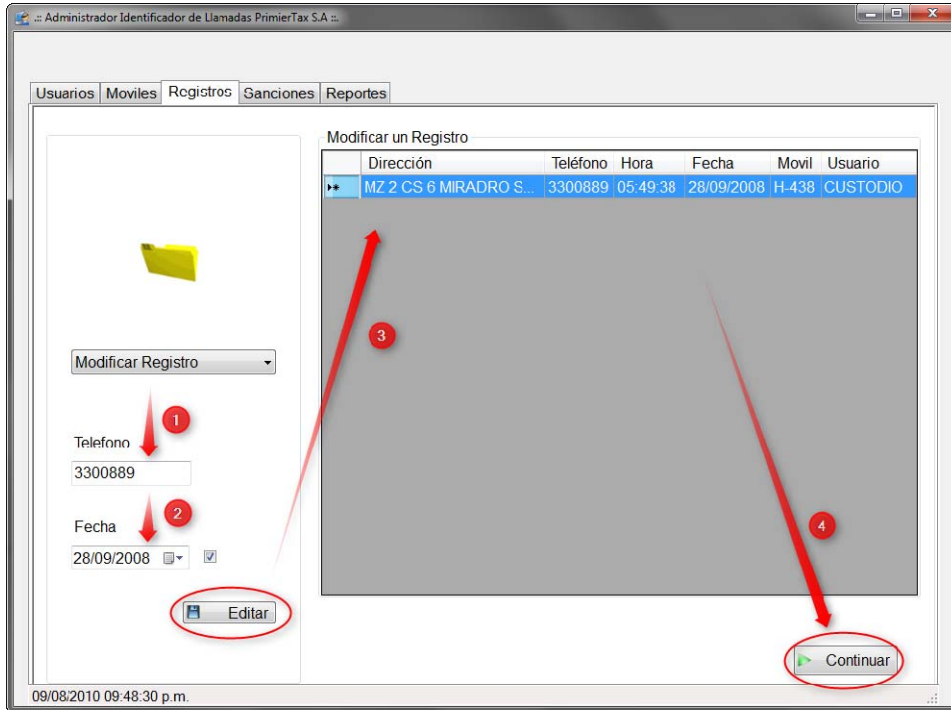 .:: Administrador Identificador de Llamadas PrimierTax S.A ::.
Usuarios Moviles Registros Sanciones Reportes
Modificar un Registro
Dirección Teléfono Hora Fecha Movil Usuario
MZ 2 CS 6 MIRADRO S... 3300889 05:49:38 28/09/2008 H-438 CUSTODIO
3
Modificar Registro
1
Telefono
3300889
2
Fecha
28/09/2008
4
Editar
Continuar
09/08/2010 09:48:30 p.m.